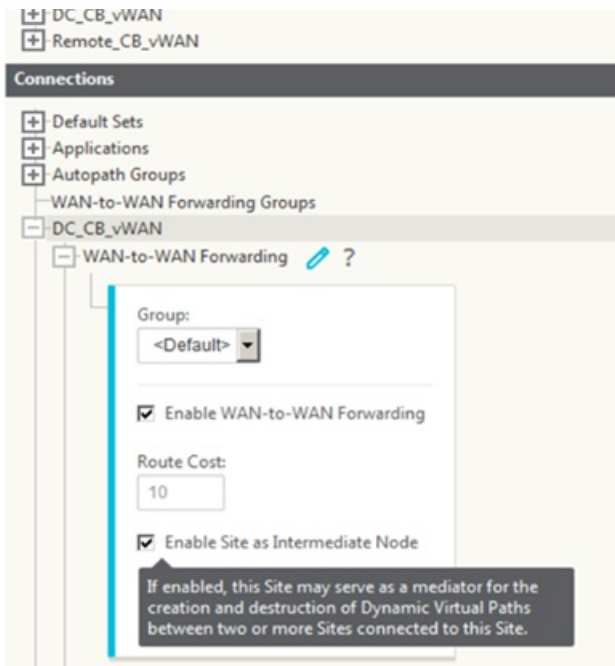 DC_CB_vWAN
Remote_CB_vWAN
Connections
Default Sets
Applications
Autopath Groups
WAN-to-WAN Forwarding Groups
DC_CB_vWAN
WAN-to-WAN Forwarding ?
Group:
<Default>
Enable WAN-to-WAN Forwarding
Route Cost:
10
Enable Site as Intermediate Node
If enabled, this Site may serve as a mediator for the
creation and destruction of Dynamic Virtual Paths
between two or more Sites connected to this Site.